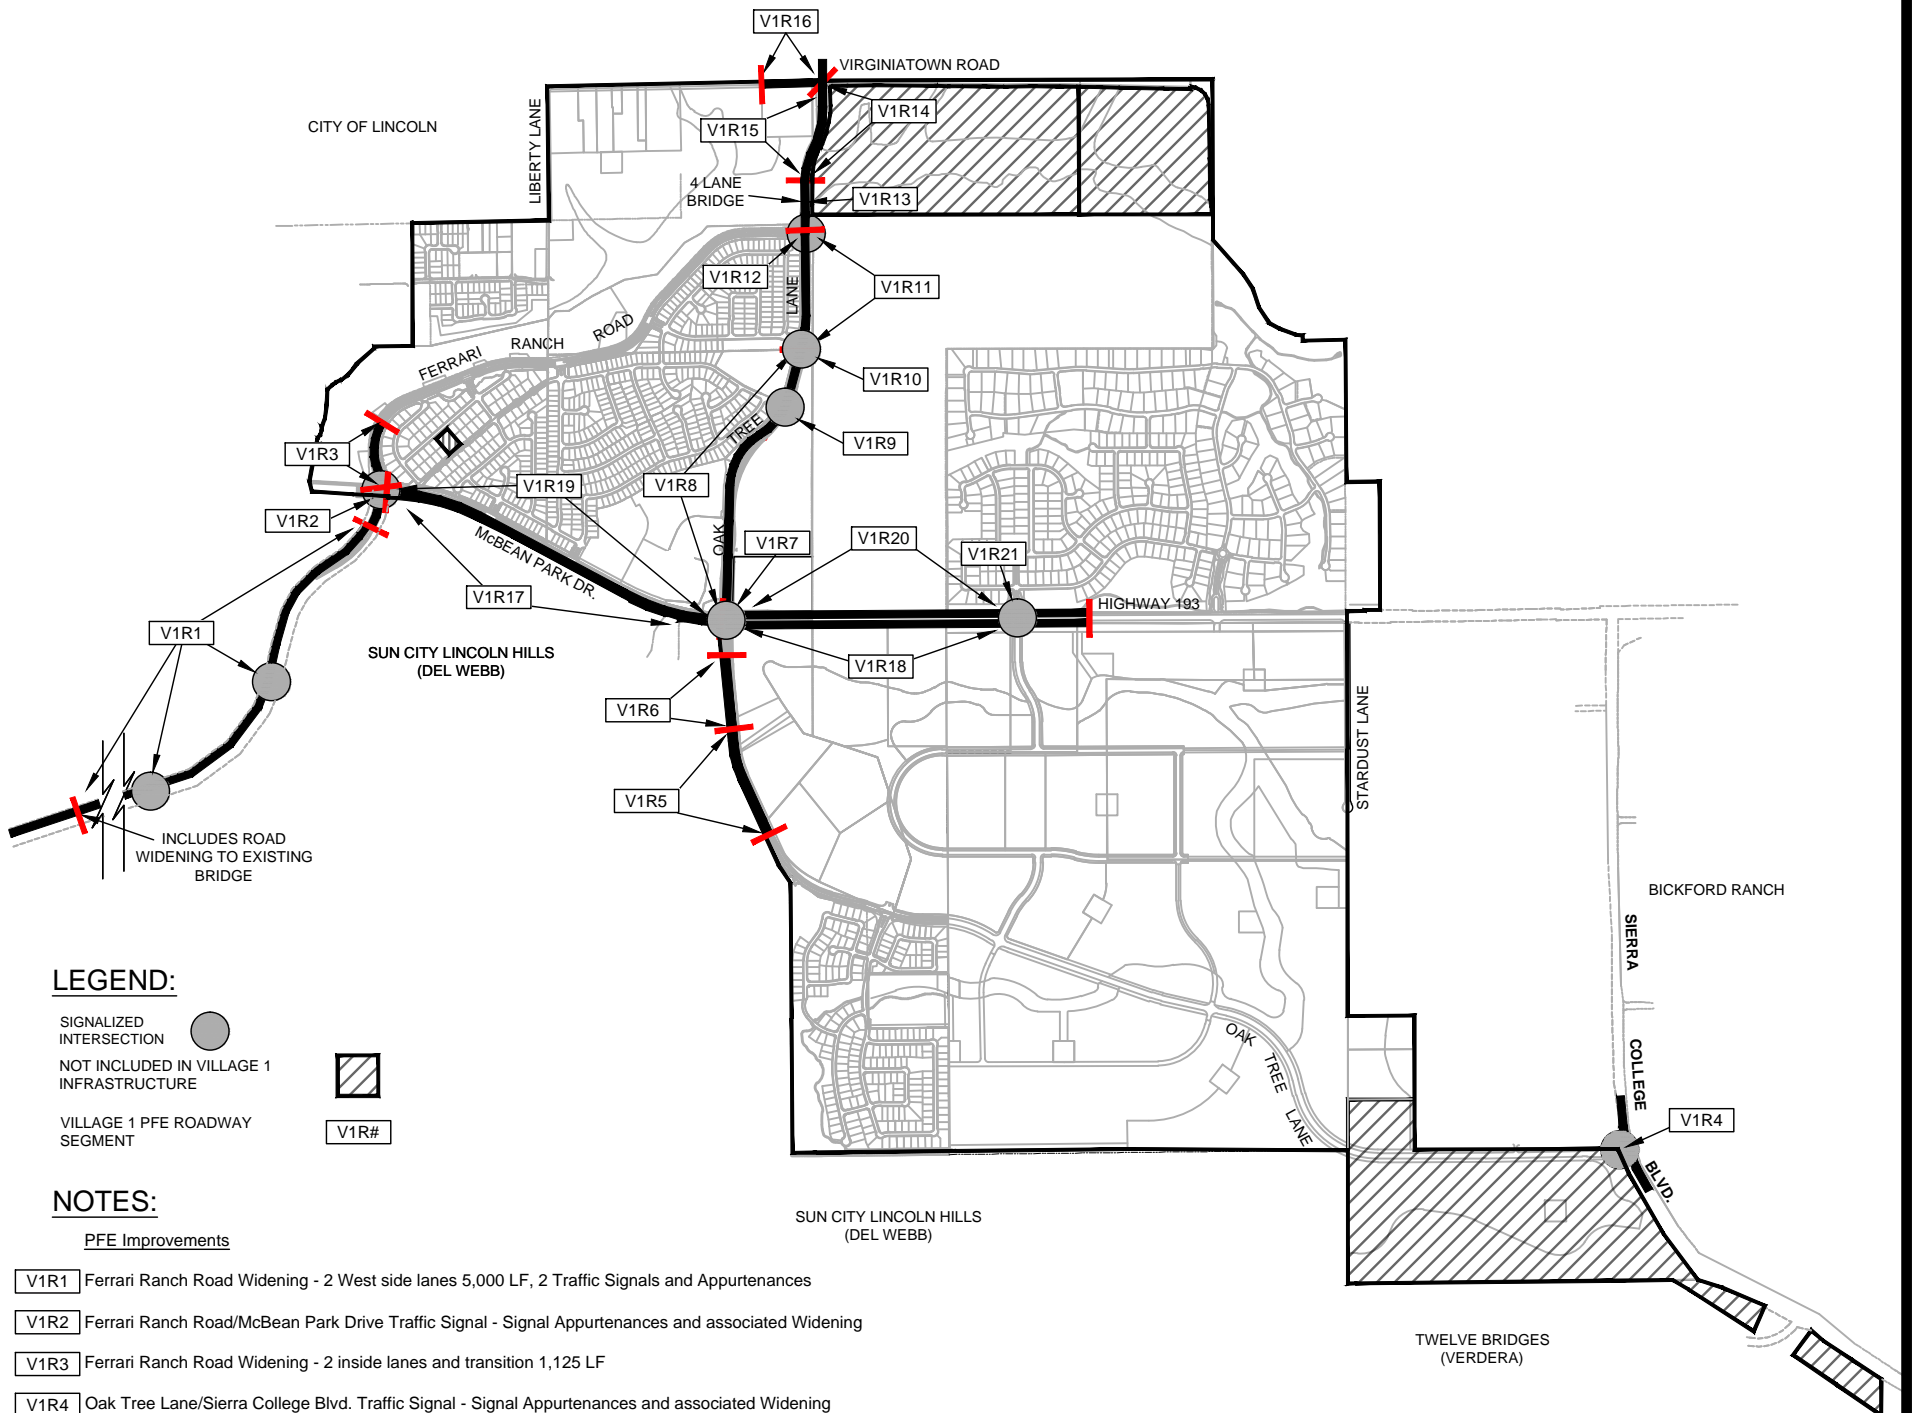 V1R16
VIRGINIATOWN ROAD
CITY OF LINCOLN
LIBERTY LANE
V1R15
V1R14
4 LANE
BRIDGE
V1R13
V1R12
V1R11
LANE
ROAD
RANCH
FERRARI
V1R10
TREE
V1R9
V1R3
V1R19
V1R8
V1R2
OAK
V1R7
V1R20
V1R21
McBEAN PARK DR.
V1R17
HIGHWAY 193
V1R1
SUN CITY LINCOLN HILLS
(DEL WEBB)
V1R18
V1R6
STARDUST LANE
V1R5
INCLUDES ROAD
WIDENING TO EXISTING
BRIDGE
BICKFORD RANCH
SIERRA
COLLEGE
BLVD.
OAK
TREE
LANE
V1R4
LEGEND:
SIGNALIZED
INTERSECTION
NOT INCLUDED IN VILLAGE 1
INFRASTRUCTURE
VILLAGE 1 PFE ROADWAY
SEGMENT
V1R#
SUN CITY LINCOLN HILLS
(DEL WEBB)
TWELVE BRIDGES
(VERDERA)
NOTES:
PFE Improvements
V1R1 Ferrari Ranch Road Widening - 2 West side lanes 5,000 LF, 2 Traffic Signals and Appurtenances
V1R2 Ferrari Ranch Road/McBean Park Drive Traffic Signal - Signal Appurtenances and associated Widening
V1R3 Ferrari Ranch Road Widening - 2 inside lanes and transition 1,125 LF
V1R4 Oak Tree Lane/Sierra College Blvd. Traffic Signal - Signal Appurtenances and associated Widening